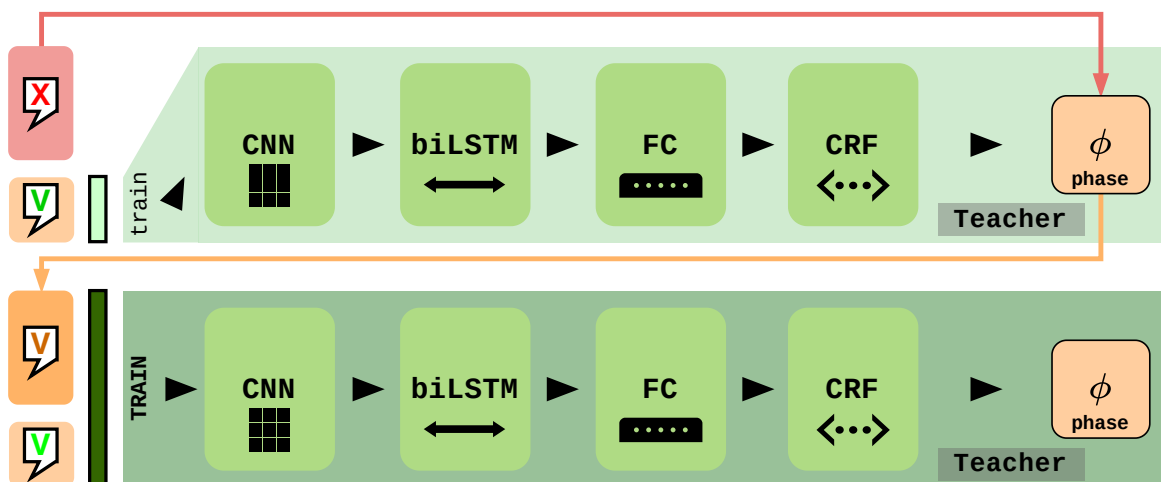 X
V
train
CNN
biLSTM
FC
CRF
ϕ
phase
Teacher
V
V
TRAIN
CNN
biLSTM
FC
CRF
ϕ
phase
Teacher